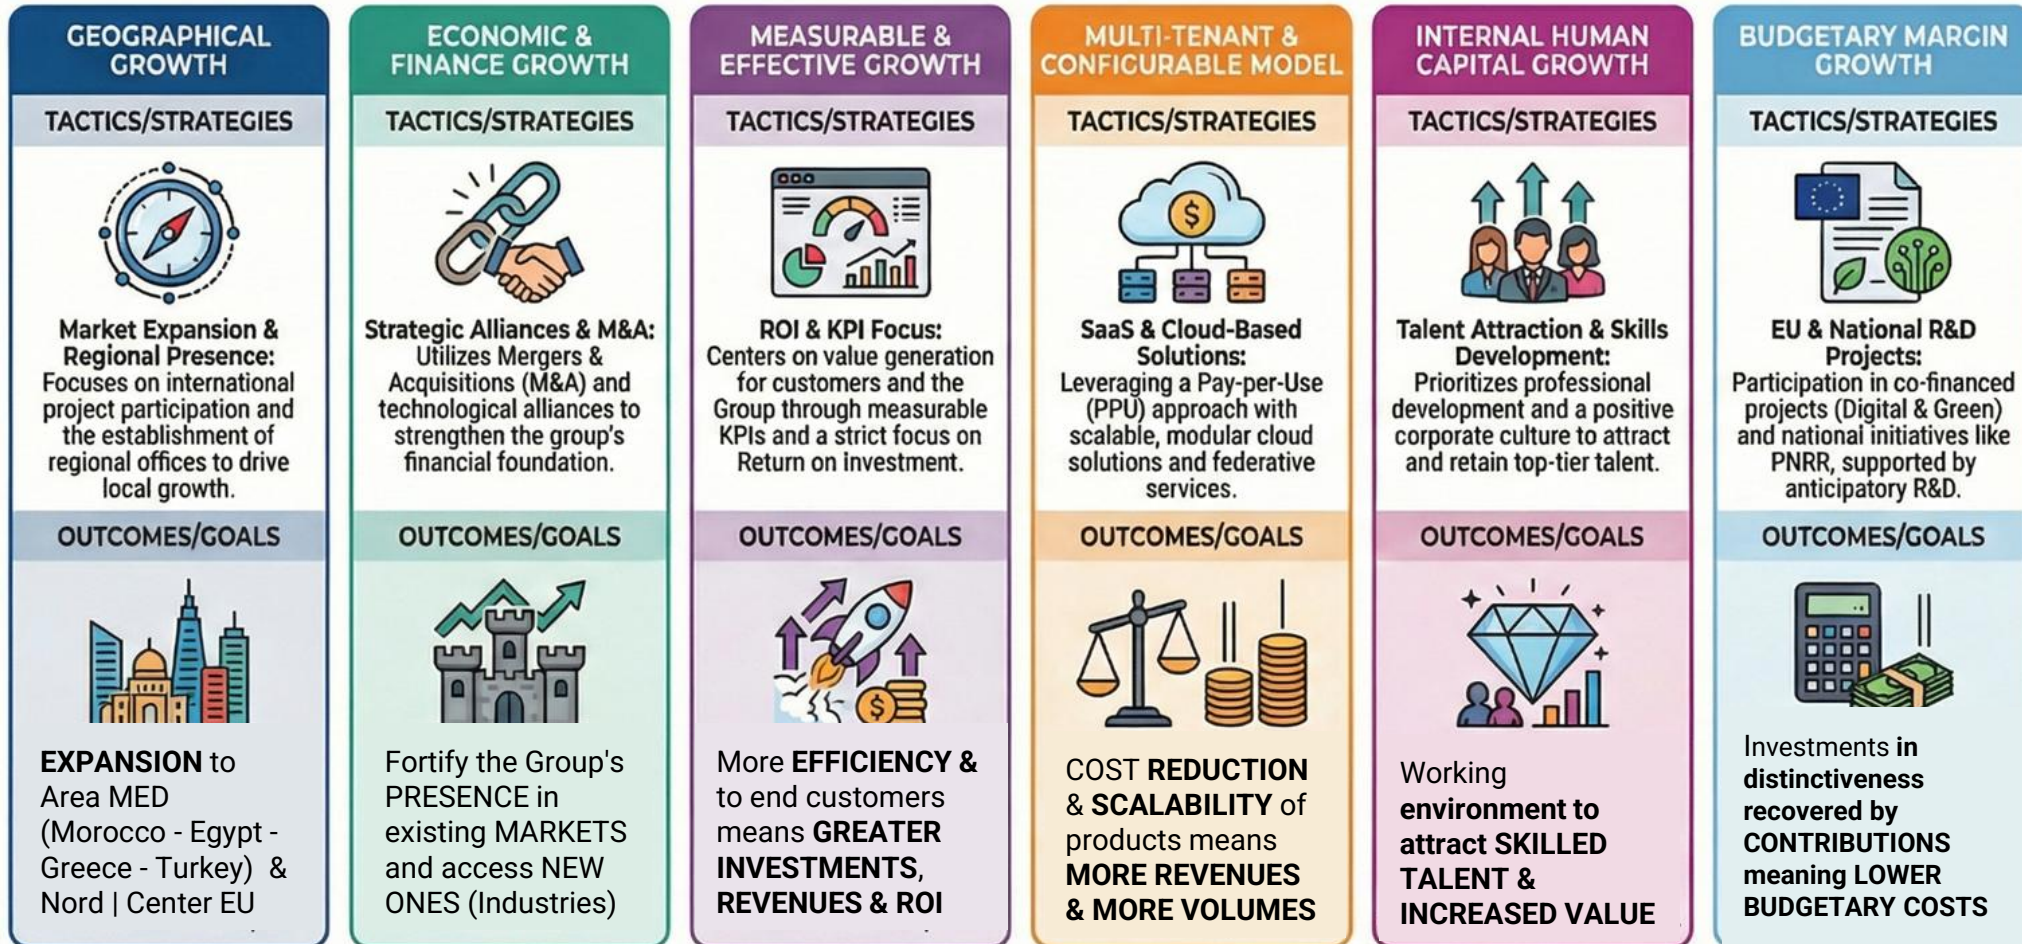 GEOGRAPHICAL
GROWTH
TACTICS/STRATEGIES
Market Expansion &
Regional Presence:
Focuses on international
project participation and
the establishment of
regional offices to drive
local growth.
OUTCOMES/GOALS
EXPANSION to
Area MED
(Morocco - Egypt -
Greece - Turkey) &
Nord | Center EU
ECONOMIC &
FINANCE GROWTH
TACTICS/STRATEGIES
Strategic Alliances & M&A:
Utilizes Mergers &
Acquisitions (M&A) and
technological alliances to
strengthen the group's
financial foundation.
OUTCOMES/GOALS
Fortify the Group's
PRESENCE in
existing MARKETS
and access NEW
ONES (Industries)
MEASURABLE &
EFFECTIVE GROWTH
TACTICS/STRATEGIES
ROI & KPI Focus:
Centers on value generation
for customers and the
Group through measurable
KPIs and a strict focus on
Return on investment.
OUTCOMES/GOALS
$
More EFFICIENCY &
to end customers
means GREATER
INVESTMENTS,
REVENUES & ROI
MULTI-TENANT &
CONFIGURABLE MODEL
TACTICS/STRATEGIES
$
SaaS & Cloud-Based
Solutions:
Leveraging a Pay-per-Use
(PPU) approach with
scalable, modular cloud
solutions and federative
services.
OUTCOMES/GOALS
COST REDUCTION
& SCALABILITY of
products means
MORE REVENUES
& MORE VOLUMES
INTERNAL HUMAN
CAPITAL GROWTH
TACTICS/STRATEGIES
Talent Attraction & Skills
Development:
Prioritizes professional
development and a positive
corporate culture to attract
and retain top-tier talent.
OUTCOMES/GOALS
Working
environment to
attract SKILLED
TALENT &
INCREASED VALUE
BUDGETARY MARGIN
GROWTH
TACTICS/STRATEGIES
EU & National R&D
Projects:
Participation in co-financed
projects (Digital & Green)
and national initiatives like
PNRR, supported by
anticipatory R&D.
OUTCOMES/GOALS
Investments in
distinctiveness
recovered by
CONTRIBUTIONS
meaning LOWER
BUDGETARY COSTS